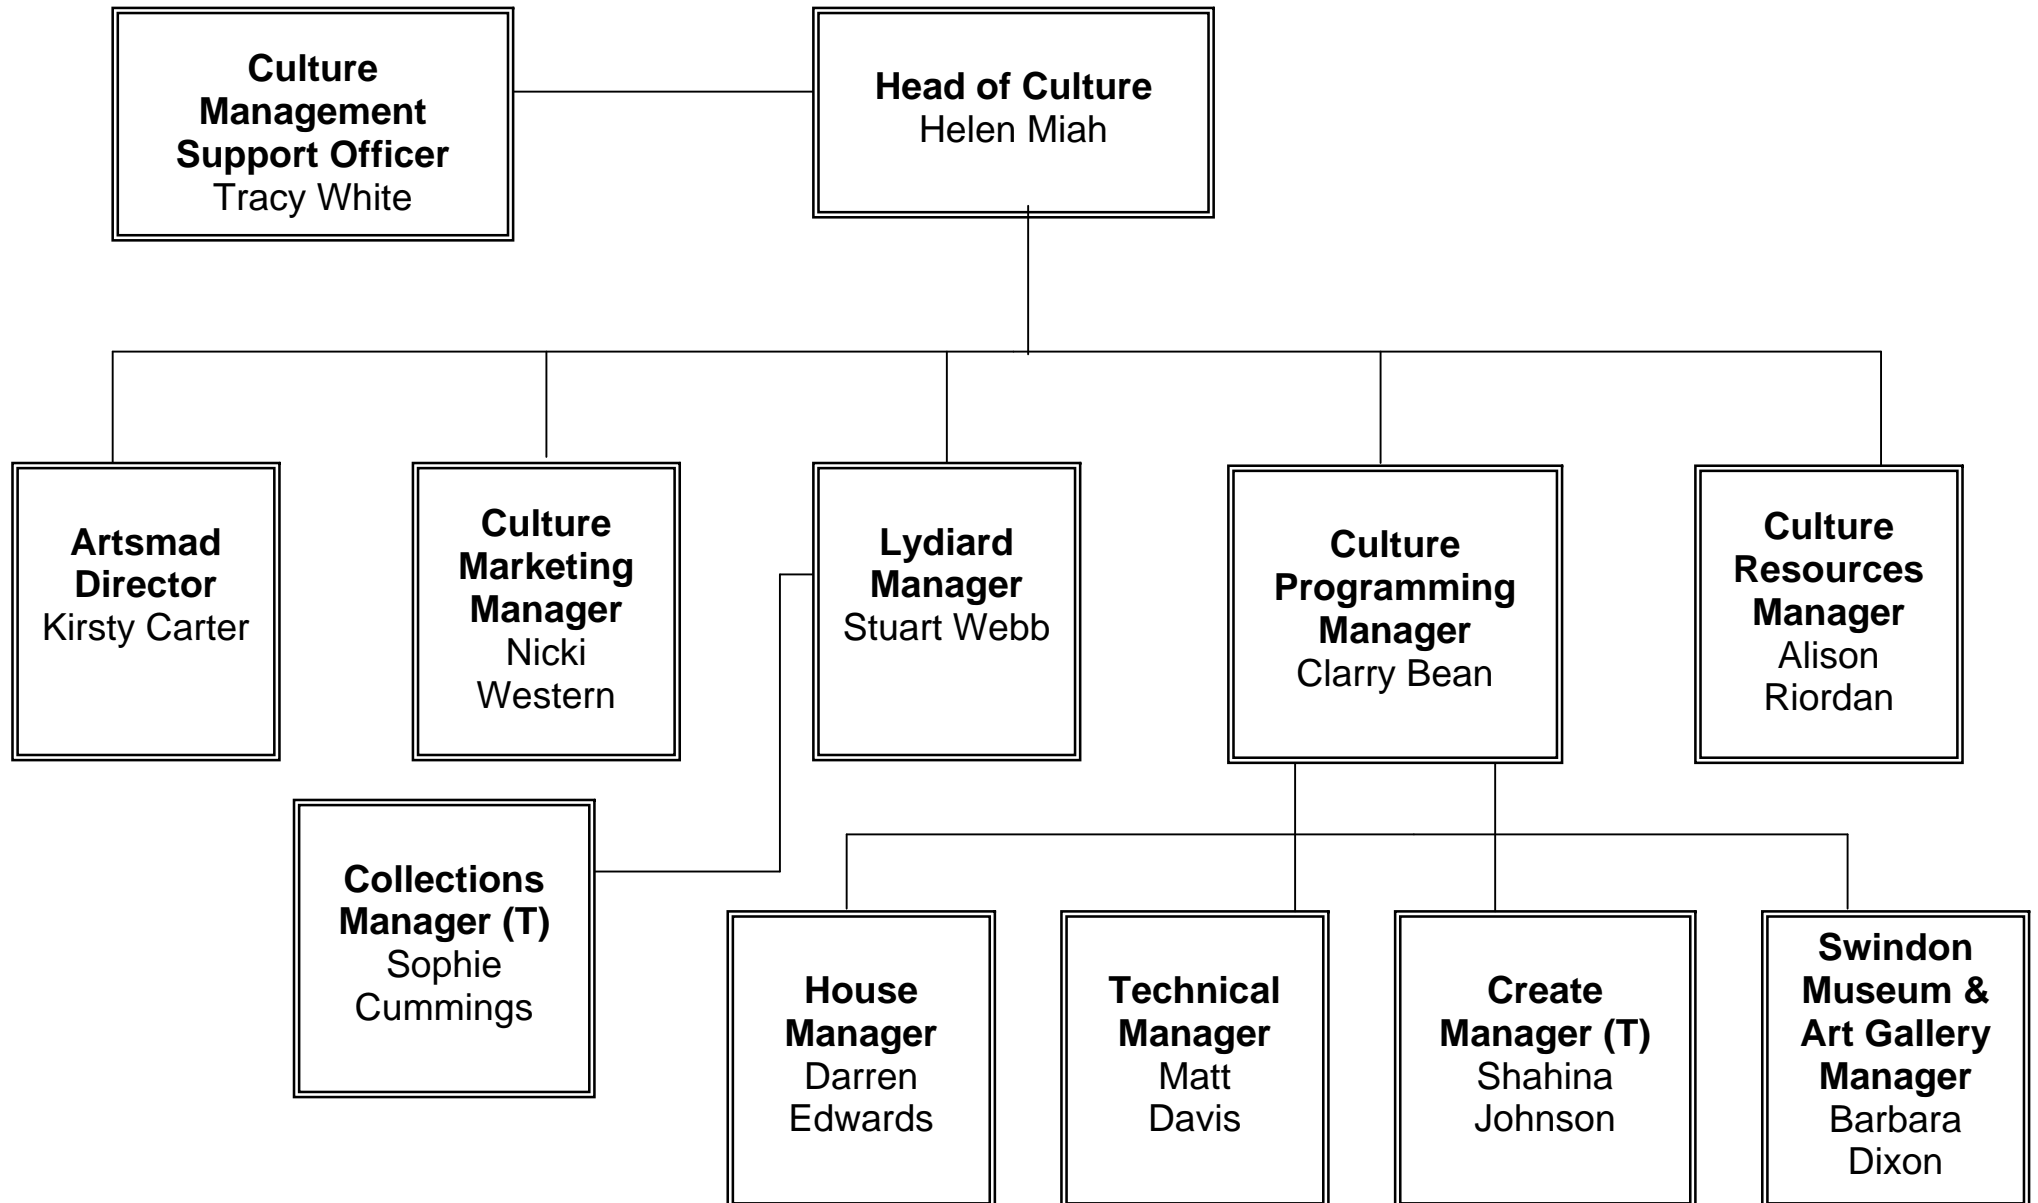 Culture
Management
Support Officer
Tracy White
Head of Culture
Helen Miah
Artsmad
Director
Kirsty Carter
Culture
Marketing
Manager
Nicki
Western
Lydiard
Manager
Stuart Webb
Culture
Programming
Manager
Clarry Bean
Culture
Resources
Manager
Alison
Riordan
Collections
Manager (T)
Sophie
Cummings
House
Manager
Darren
Edwards
Technical
Manager
Matt
Davis
Create
Manager (T)
Shahina
Johnson
Swindon
Museum &
Art Gallery
Manager
Barbara
Dixon